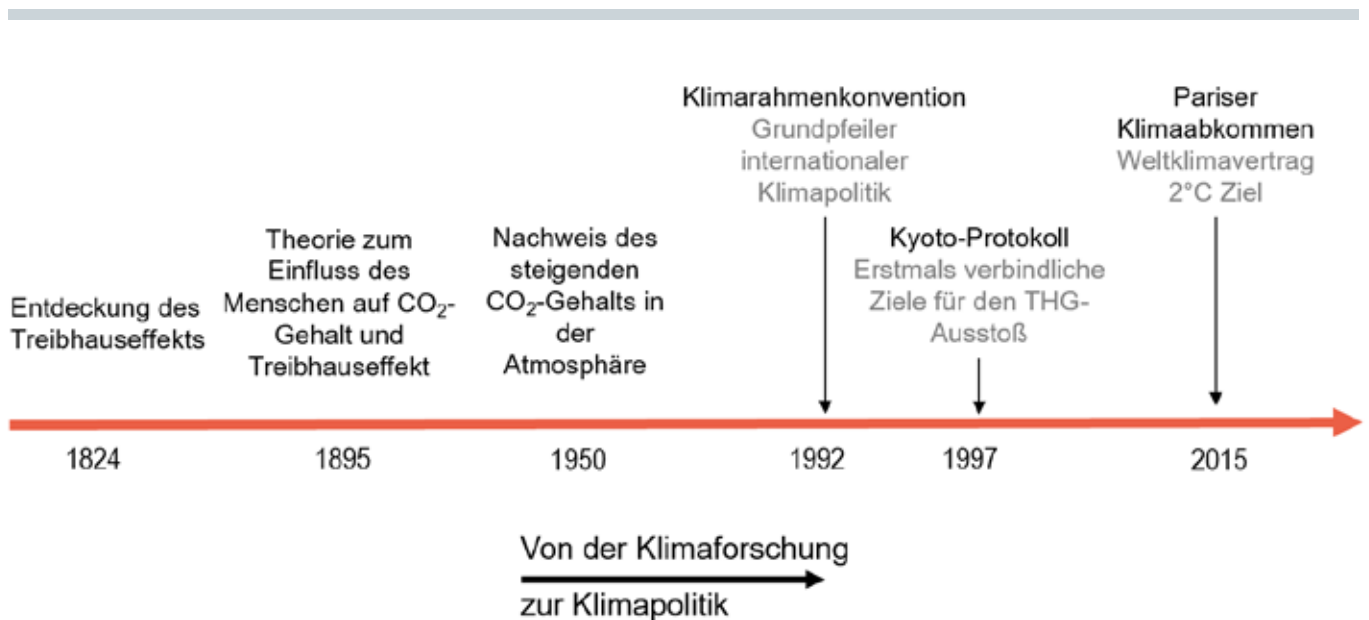 Klimarahmenkonvention
Grundpfeiler
internationaler
Klimapolitik
Pariser
Klimaabkommen
Weltklimavertrag
2°C Ziel
Entdeckung des
Treibhauseffekts
Theorie zum
Einfluss des
Menschen auf CO₂-
Gehalt und
Treibhauseffekt
Nachweis des
steigenden
CO₂-Gehalts in
der
Atmosphäre
Kyoto-Protokoll
Erstmals verbindliche
Ziele für den THG-
Ausstoß
1824
1895
1950
1992
1997
2015
Von der Klimaforschung
zur Klimapolitik